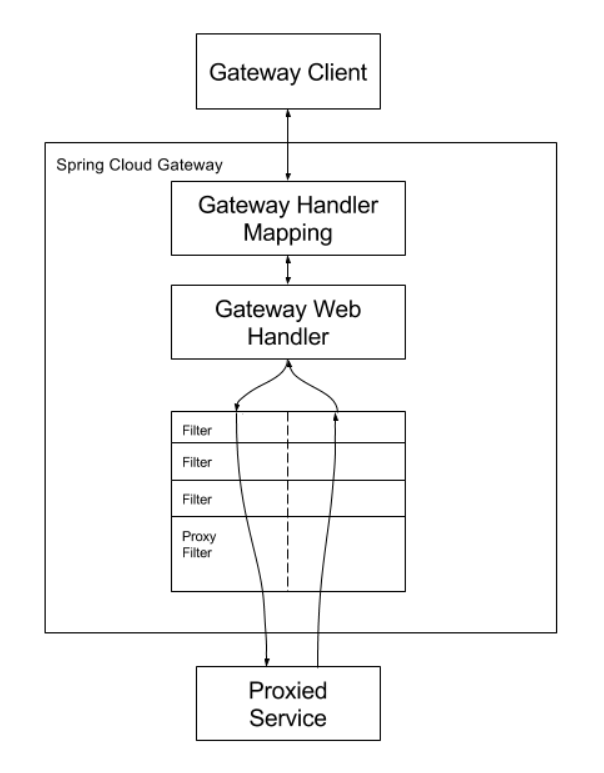 Gateway Client
Spring Cloud Gateway
Gateway Handler
Mapping
Gateway Web
Handler
Filter
Filter
Filter
Proxy
Filter
Proxied
Service